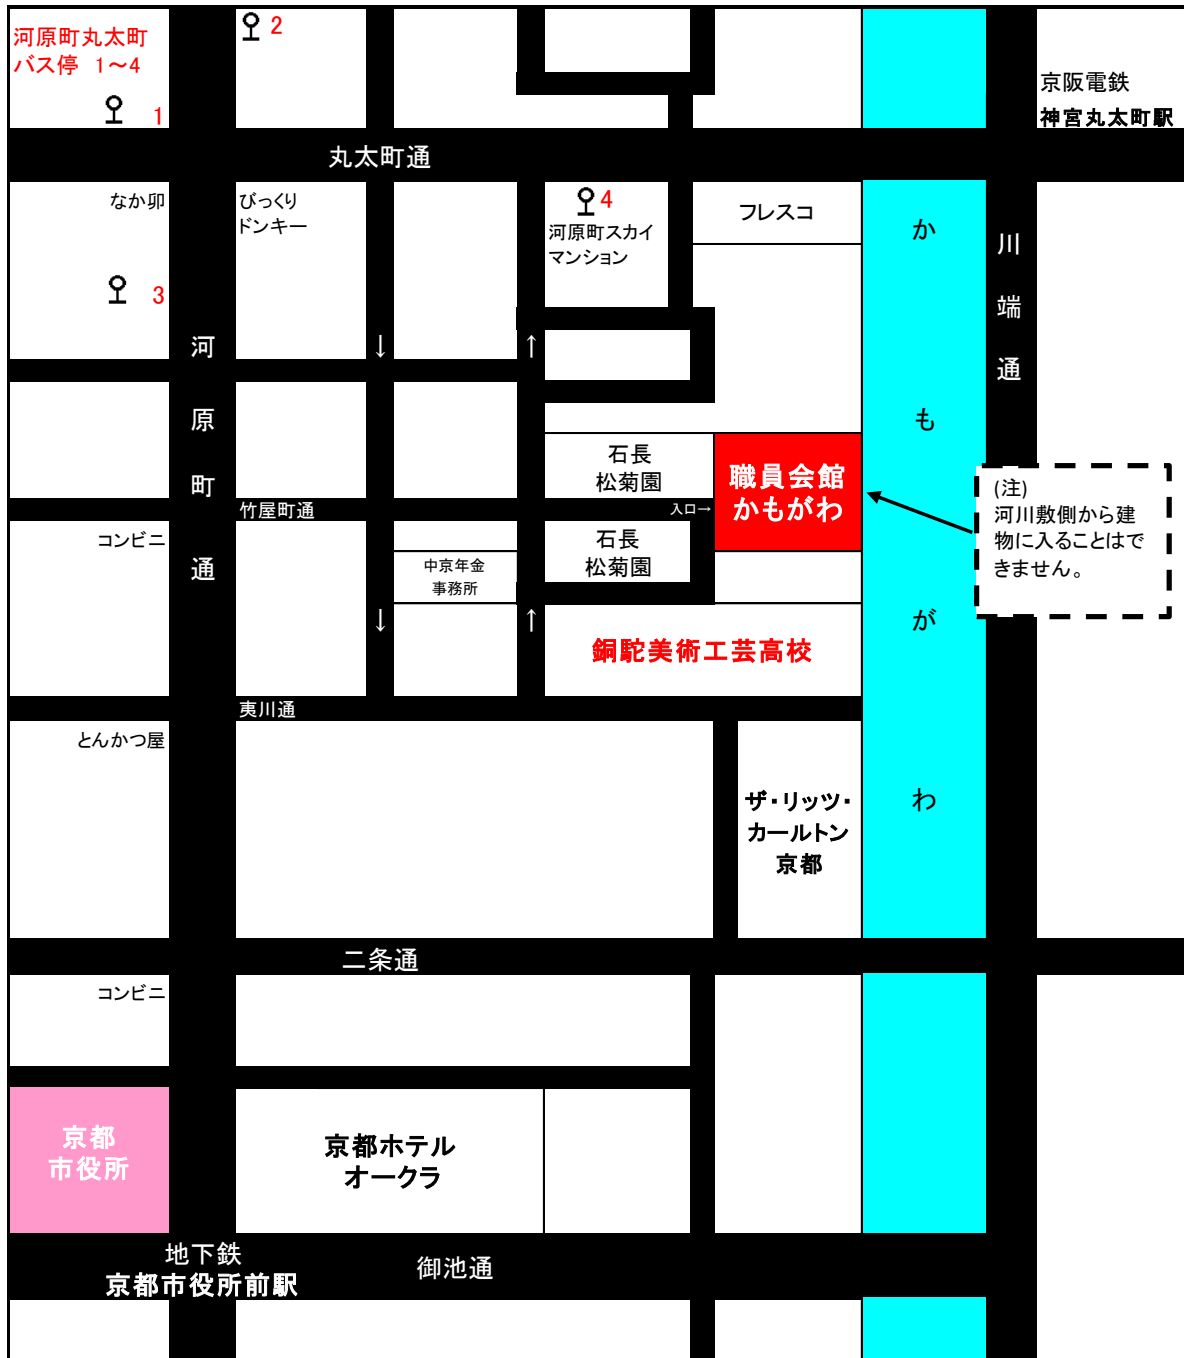 河原町丸太町
バス停 1～4
1
2
京阪電鉄
神宮丸太町駅
丸太町通
なか卯
びっくり
ドンキー
4
河原町スカイ
マンション
フレスコ
3
河
原
町
通
か
も
が
わ
川
端
通
↓
↑
石長
松菊園
職員会館
かもがわ
竹屋町通
入口→
(注)
河川敷側から建
物に入ることはで
きません。
コンビニ
中京年金
事務所
石長
松菊園
↓
↑
銅駝美術工芸高校
夷川通
とんかつ屋
ザ・リッツ・
カールトン
京都
二条通
コンビニ
京都
市役所
京都ホテル
オークラ
地下鉄
京都市役所前駅
御池通